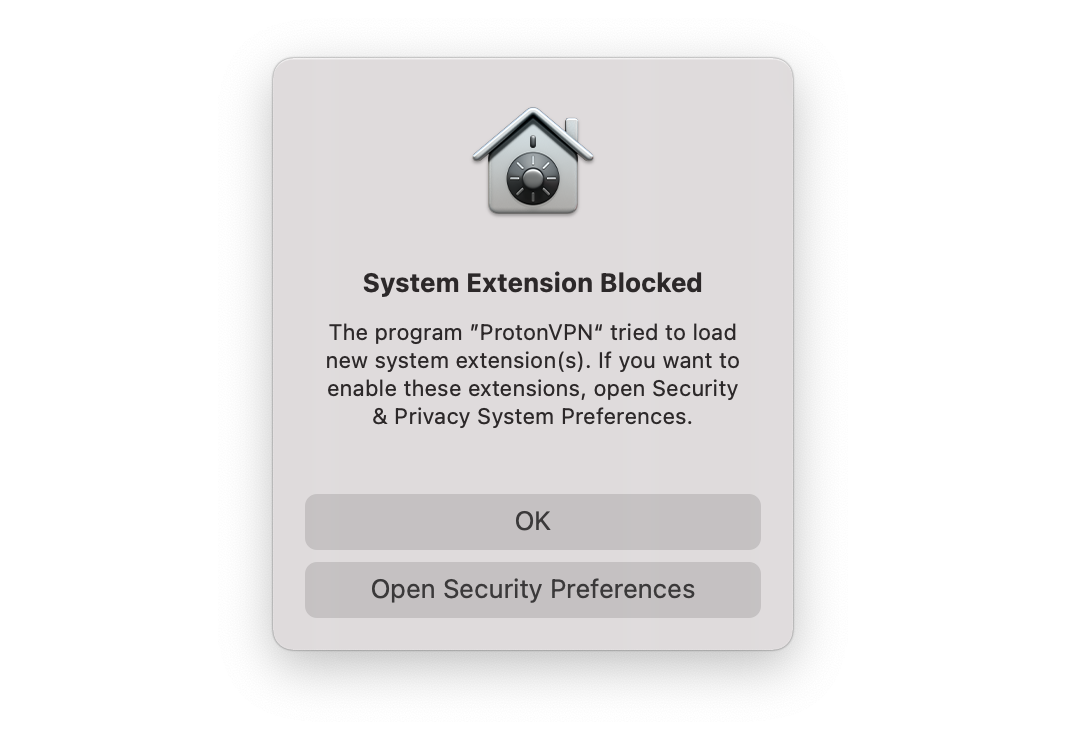 System Extension Blocked
The program ″ProtonVPN“ tried to load
new system extension(s). If you want to
enable these extensions, open Security
& Privacy System Preferences.
OK
Open Security Preferences